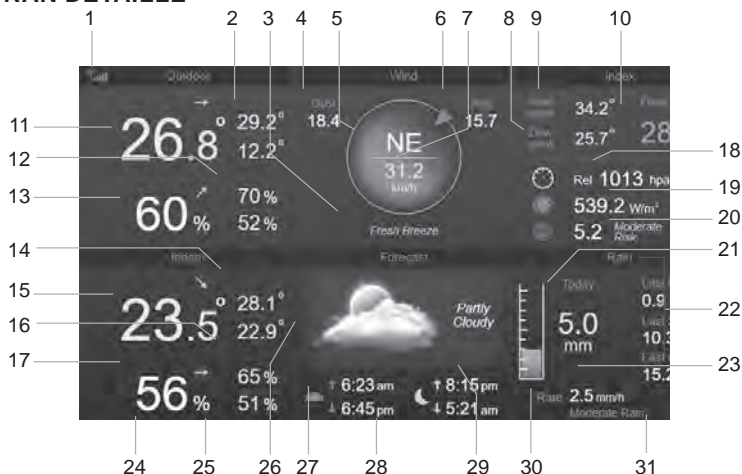 RAN DÉTAILLÉ
1 2 3 4 5 6 7 8 9 10
Outdoor Wind Index
11 26.8° 29.2° 12.2°
Gust 18.4 15.7
NE
31.2
km/h
34.2°
25.7° 28
12
13 60% 70% 52%
Fresh Breeze
Rel 1013 hpa 18
539.2 W/m² 19
5.2 Moderate Risk 20
14 Indoor Forecast Rain 21
15 23.5° 28.1° 22.9°
Partly Cloudy
Today
5.0
mm
0.9
10.3
15.2
22
23
16
17 56% 65% 51%
6:23 am 8:15 pm
6:45 pm 5:21 am
Rate 2.5 mm/h
Moderate Rain
24 25 26 27 28 29 30 31